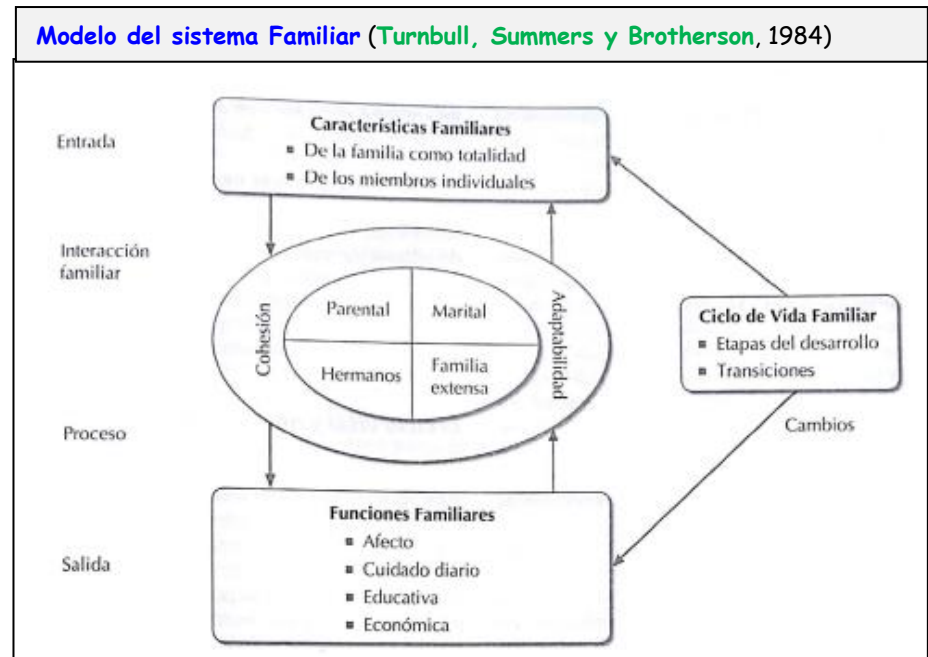 Modelo del sistema Familiar (Turnbull, Summers y Brotherson, 1984)
Entrada
Características Familiares
De la familia como totalidad
De los miembros individuales
Interacción
familiar
Cohesión
Parental
Marital
Hermanos
Familia
extensa
Adaptabilidad
Ciclo de Vida Familiar
Etapas del desarrollo
Transiciones
Cambios
Proceso
Salida
Funciones Familiares
Afecto
Cuidado diario
Educativa
Económica